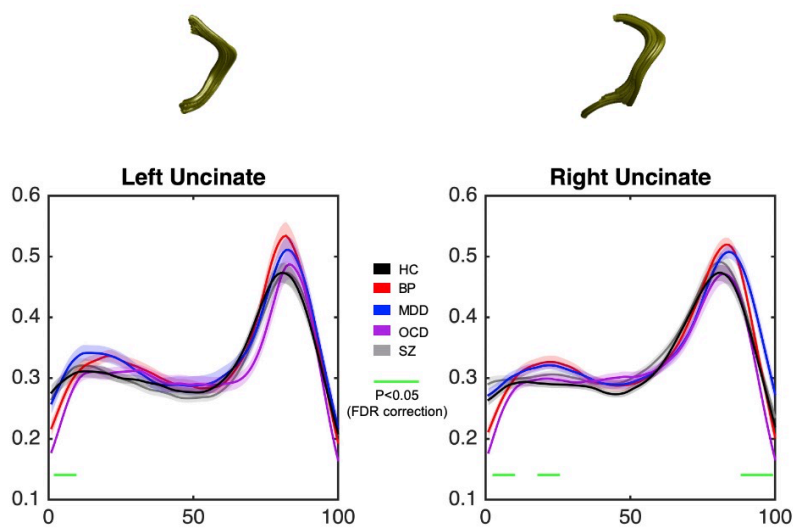 Left Uncinate
0.6
0.5
0.4
0.3
0.2
0.1
0
50
100
HC
BP
MDD
OCD
SZ
P<0.05
(FDR correction)
Right Uncinate
0.6
0.5
0.4
0.3
0.2
0.1
0
50
100